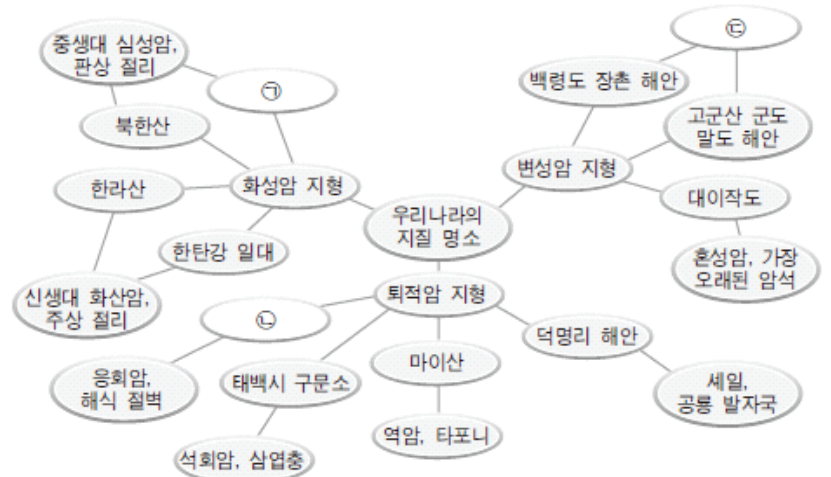 중생대 심성암,
판상 절리
㉠
북한산
한라산
화성암 지형
한탄강 일대
신생대 화산암,
주상 절리
우리나라의
지질 명소
㉢
백령도 장촌 해안
고군산 군도
말도 해안
변성암 지형
대이작도
혼성암, 가장
오래된 암석
퇴적암 지형
㉡
응회암,
해식 절벽
태백시 구문소
석회암, 삼엽충
마이산
역암, 타포니
덕명리 해안
셰일,
공룡 발자국